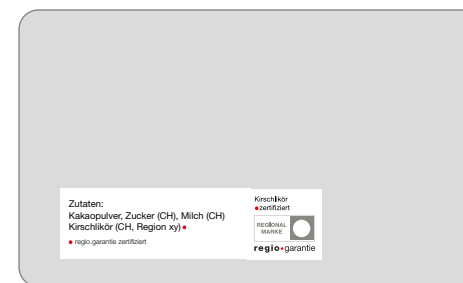 Zutaten:
Kakaopulver, Zucker (CH), Milch (CH)
Kirschlikör (CH, Region xy) •
• regio.garantie zertifiziert
Kirschlikör
•zertifiziert
REGIONAL
MARKE
regio•garantie